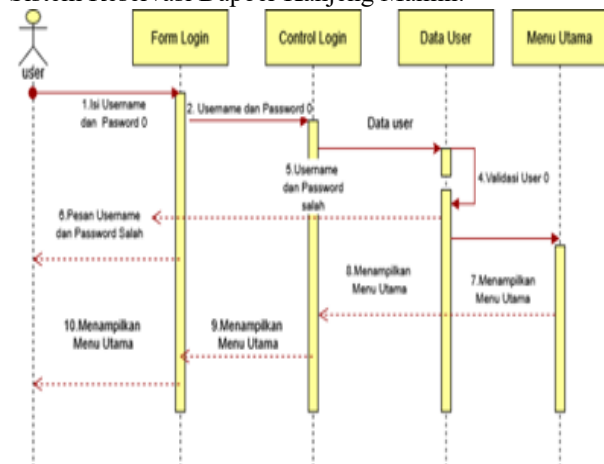 Form Login
Control Login
Data User
Menu Utama
user
1.Isi Username
dan Pasword 0
2. Username dan Password 0
Data user
4.Validasi User 0
5.Username
dan Password
salah
6.Pesan Username
dan Password Salah
7.Menampilkan
Menu Utama
8.Menampilkan
Menu Utama
9.Menampilkan
Menu Utama
10.Menampilkan
Menu Utama